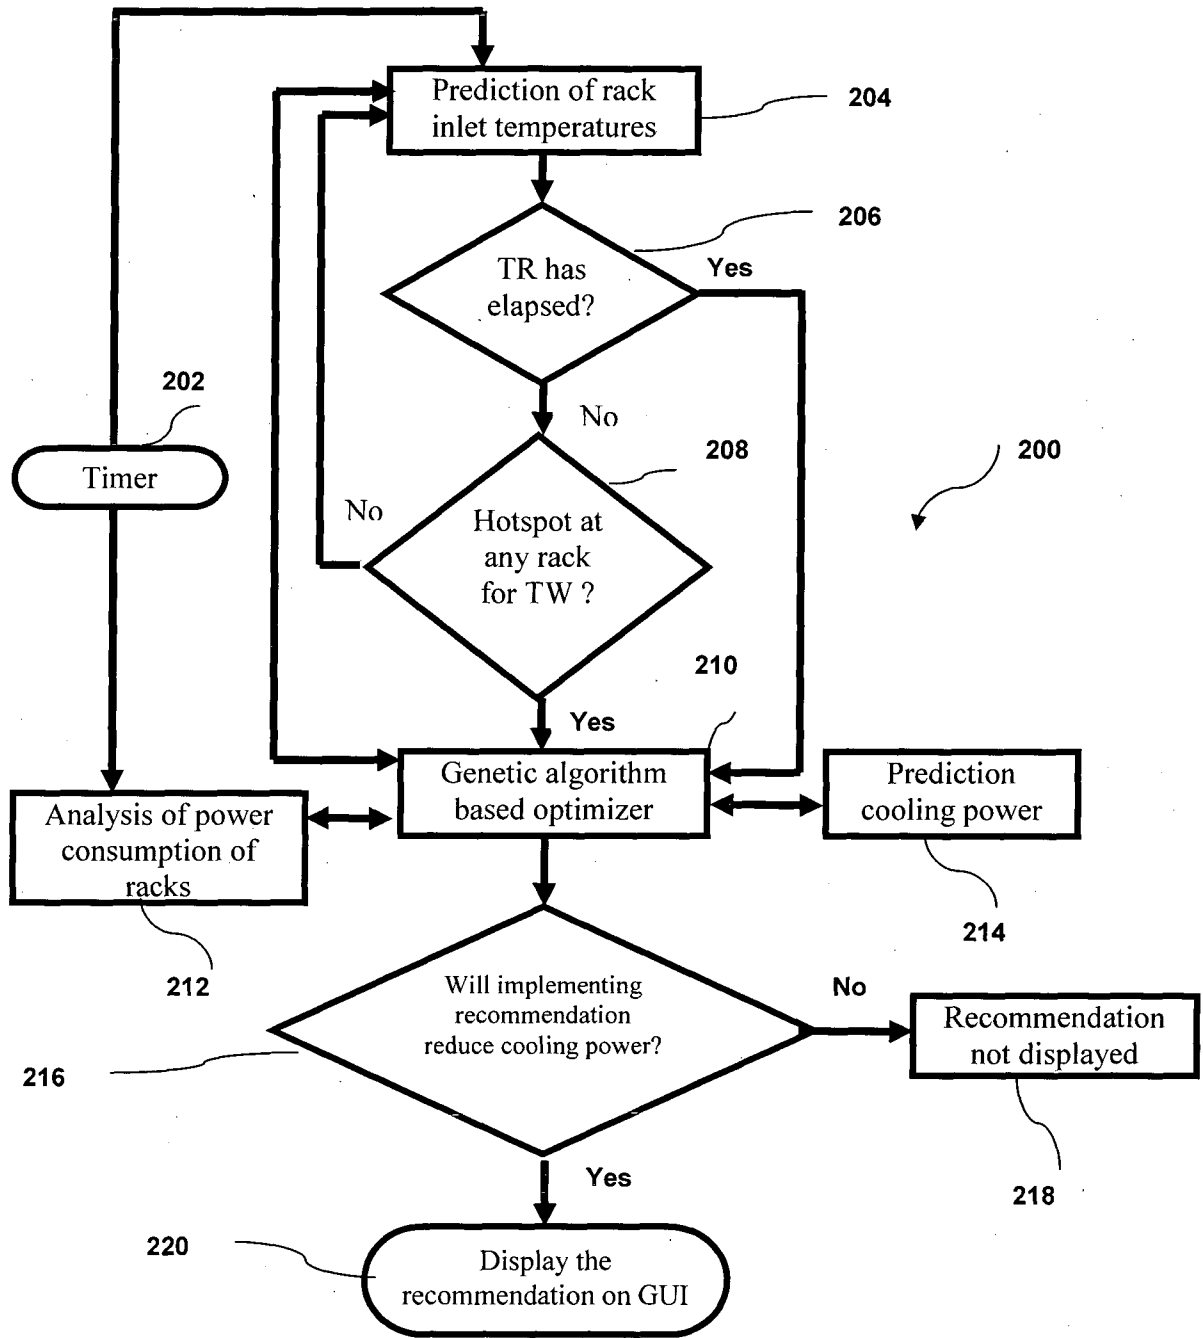 Prediction of rack
inlet temperatures
204
206
TR has
elapsed?
Yes
202
No
Timer
208
200
No
Hotspot at
any rack
for TW ?
210
Yes
Genetic algorithm
based optimizer
Prediction
cooling power
Analysis of power
consumption of
racks
214
212
Will implementing
recommendation
reduce cooling power?
No
Recommendation
not displayed
216
218
Yes
220
Display the
recommendation on GUI